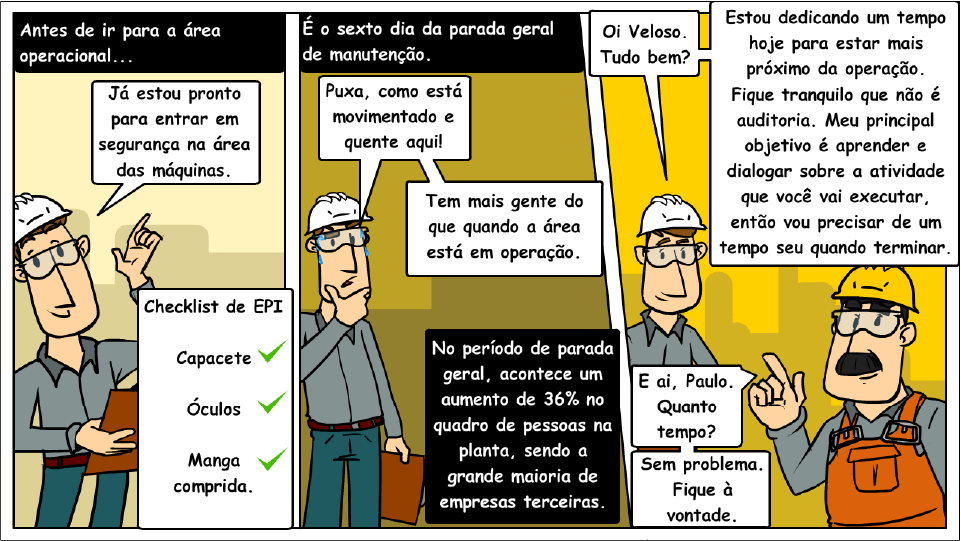 Antes de ir para a área
operacional...
Já estou pronto
para entrar em
segurança na área
das máquinas.
Checklist de EPI
Capacete
Óculos
Manga
comprida.
É o sexto dia da parada geral
de manutenção.
Puxa, como está
movimentado e
quente aqui!
Tem mais gente do
que quando a área
está em operação.
No período de parada
geral, acontece um
aumento de 36% no
quadro de pessoas na
planta, sendo a
grande maioria de
empresas terceiras.
Oi Veloso.
Tudo bem?
Estou dedicando um tempo
hoje para estar mais
próximo da operação.
Fique tranquilo que não é
auditoria. Meu principal
objetivo é aprender e
dialogar sobre a atividade
que você vai executar,
então vou precisar de um
tempo seu quando terminar.
E ai, Paulo.
Quanto
tempo?
Sem problema.
Fique à
vontade.